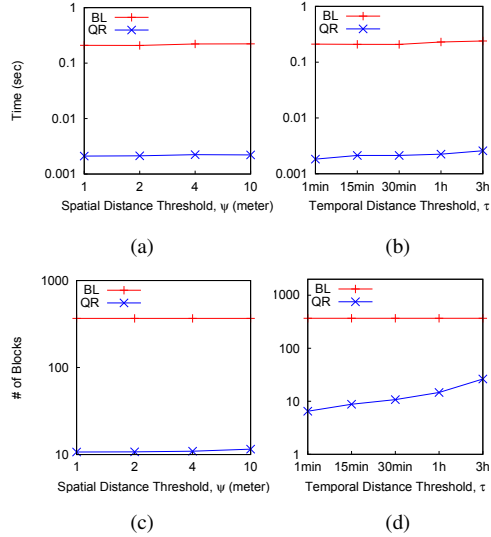 BL
QR
Time (sec)
1
0.1
0.01
0.001
1 2 4 10
Spatial Distance Threshold, ψ (meter)
(a)
BL
QR
1
0.1
0.01
0.001
1min 15min 30min 1h 3h
Temporal Distance Threshold, τ
(b)
BL
QR
# of Blocks
1000
100
10
1 2 4 10
Spatial Distance Threshold, ψ (meter)
(c)
BL
QR
1000
100
10
1
1min 15min 30min 1h 3h
Temporal Distance Threshold, τ
(d)